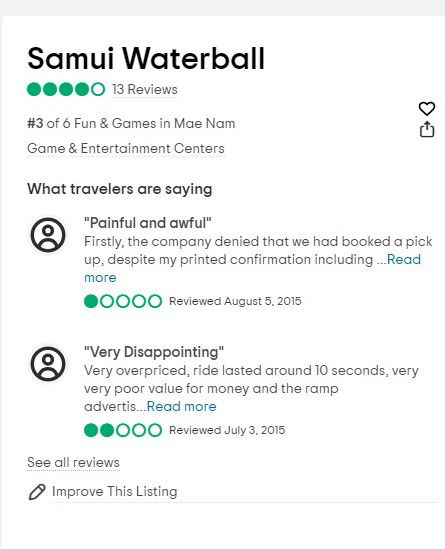 Samui Waterball
13 Reviews
#3 of 6 Fun & Games in Mae Nam
Game & Entertainment Centers
What travelers are saying
"Painful and awful"
Firstly, the company denied that we had booked a pick
up, despite my printed confirmation including ...Read
more
Reviewed August 5, 2015
"Very Disappointing"
Very overpriced, ride lasted around 10 seconds, very
very poor value for money and the ramp
advertis...Read more
Reviewed July 3, 2015
See all reviews
Improve This Listing